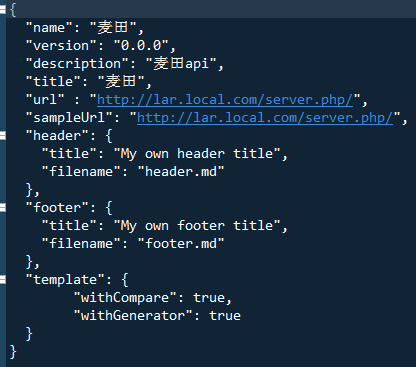 {
  "name": "麦田",
  "version": "0.0.0",
  "description": "麦田api",
  "title": "麦田",
  "url" : "http://lar.local.com/server.php/",
  "sampleUrl": "http://lar.local.com/server.php/",
  "header": {
    "title": "My own header title",
    "filename": "header.md"
  },
  "footer": {
    "title": "My own footer title",
    "filename": "footer.md"
  },
  "template": {
        "withCompare": true,
        "withGenerator": true
  }
}